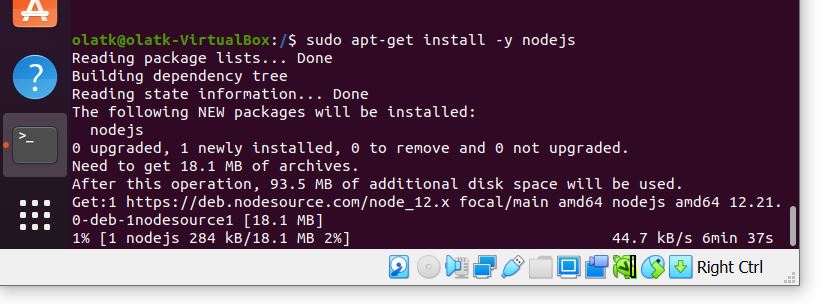 olatk@olatk-VirtualBox:/$ sudo apt-get install -y nodejs
Reading package lists... Done
Building dependency tree
Reading state information... Done
The following NEW packages will be installed:
  nodejs
0 upgraded, 1 newly installed, 0 to remove and 0 not upgraded.
Need to get 18.1 MB of archives.
After this operation, 93.5 MB of additional disk space will be used.
Get:1 https://deb.nodesource.com/node_12.x focal/main amd64 nodejs amd64 12.21.
0-deb-1nodesource1 [18.1 MB]
1% [1 nodejs 284 kB/18.1 MB 2%] 44.7 kB/s 6min 37s
Right Ctrl